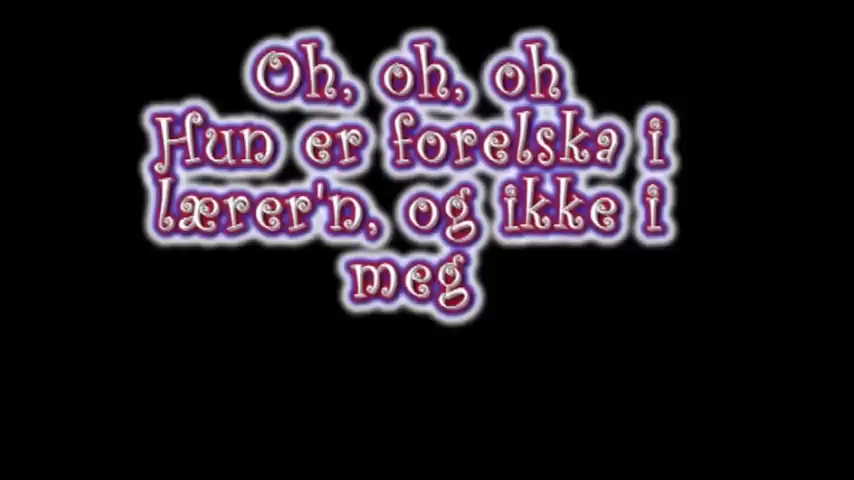 Oh, oh, oh
Hun er forelska i
lærer'n, og ikke i
meg